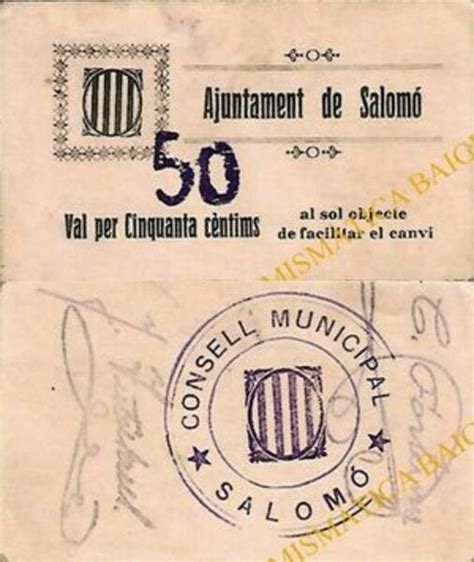 Ajuntament de Salomó
50
Val per Cinquanta cèntims
al sol objecte
de facilitar el canvi
CONSELL MUNICIPAL
SALOMÓ